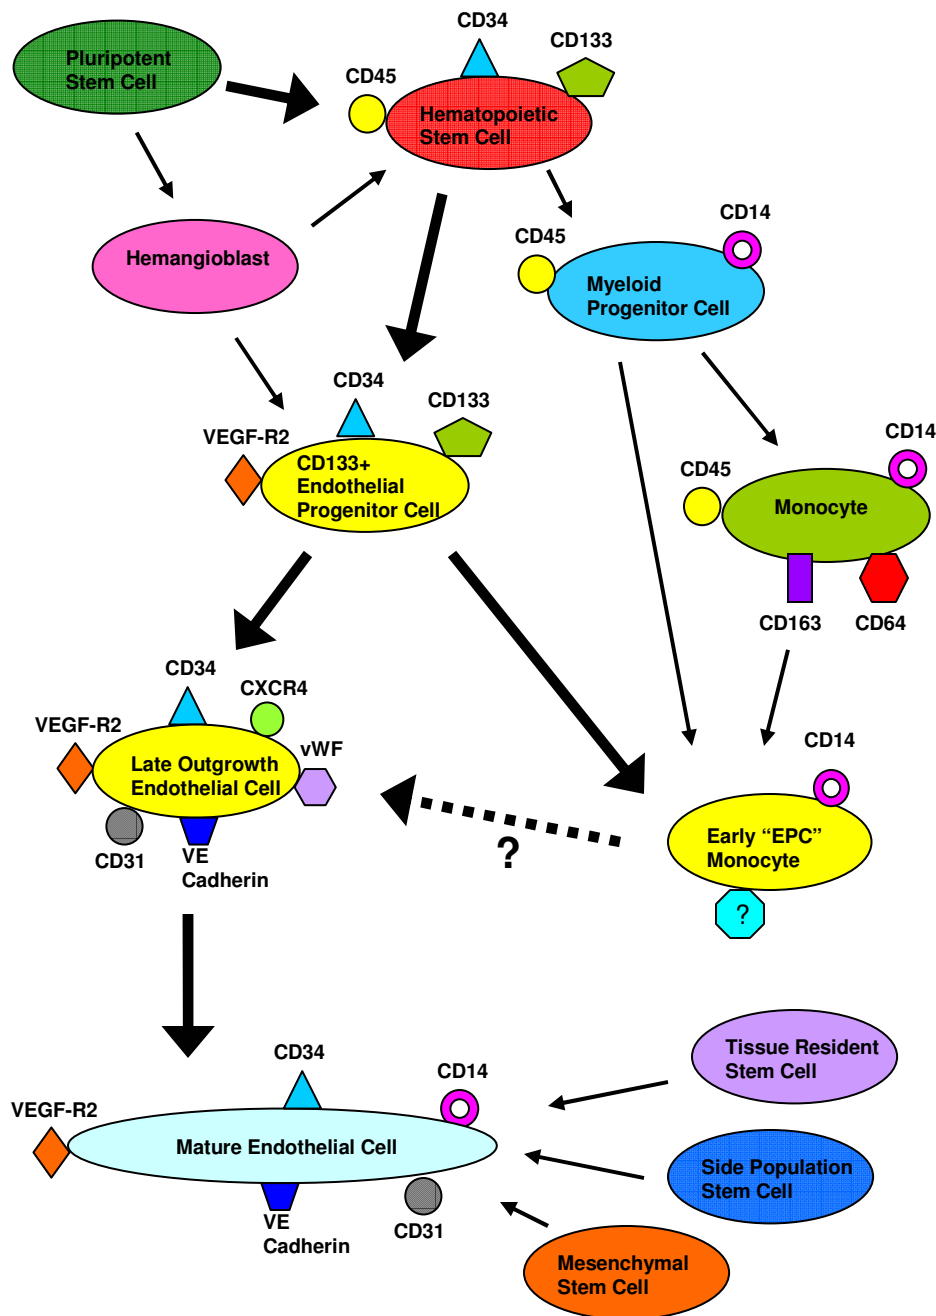 CD34
CD133
Pluripotent
Stem Cell
CD45
Hematopoietic
Stem Cell
CD14
CD45
Hemangioblast
Myeloid
Progenitor Cell
CD34
CD133
VEGF-R2
CD133+
Endothelial
Progenitor Cell
CD14
CD45
Monocyte
CD163
CD64
CD34
CXCR4
VEGF-R2
vWF
Late Outgrowth
Endothelial Cell
CD31
VE
Cadherin
?
CD14
Early “EPC”
Monocyte
?
Tissue Resident
Stem Cell
CD34
CD14
VEGF-R2
Mature Endothelial Cell
Side Population
Stem Cell
VE
Cadherin
CD31
Mesenchymal
Stem Cell